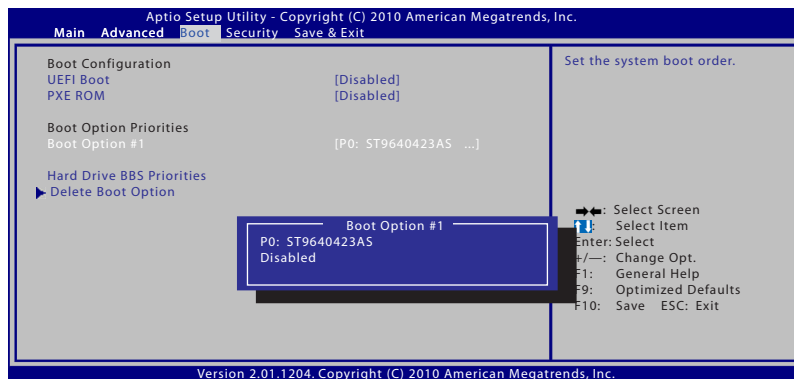 Aptio Setup Utility - Copyright (C) 2010 American Megatrends, Inc.
Main Advanced Boot Security Save & Exit
Boot Configuration
UEFI Boot [Disabled]
PXE ROM [Disabled]
Boot Option Priorities
Boot Option #1 [P0: ST9640423AS ...]
Hard Drive BBS Priorities
Delete Boot Option
Boot Option #1
P0: ST9640423AS
Disabled
Set the system boot order.
: Select Screen
: Select Item
Enter: Select
+/—: Change Opt.
F1: General Help
F9: Optimized Defaults
F10: Save ESC: Exit
Version 2.01.1204. Copyright (C) 2010 American Megatrends, Inc.